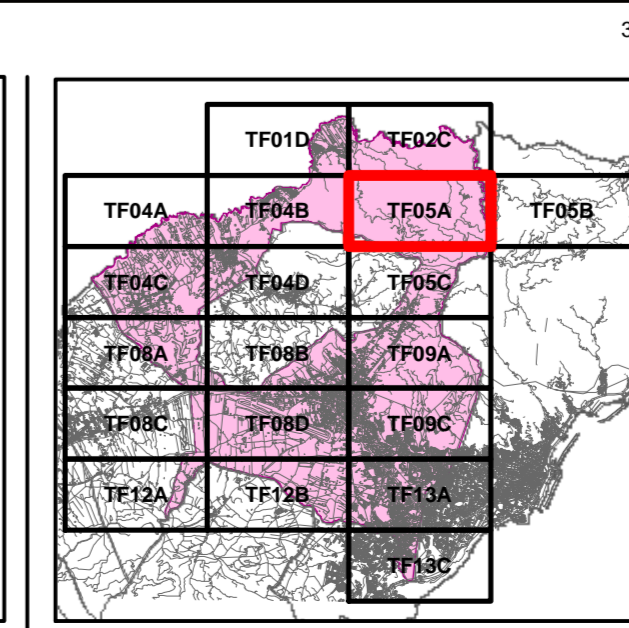 3
TF01D TF02C
TF04A TF04B TF05A TF05B
TF04C TF04D TF05C
TF08A TF08B TF09A
TF08C TF08D TF09C
TF12A TF12B TF13A
TF13C